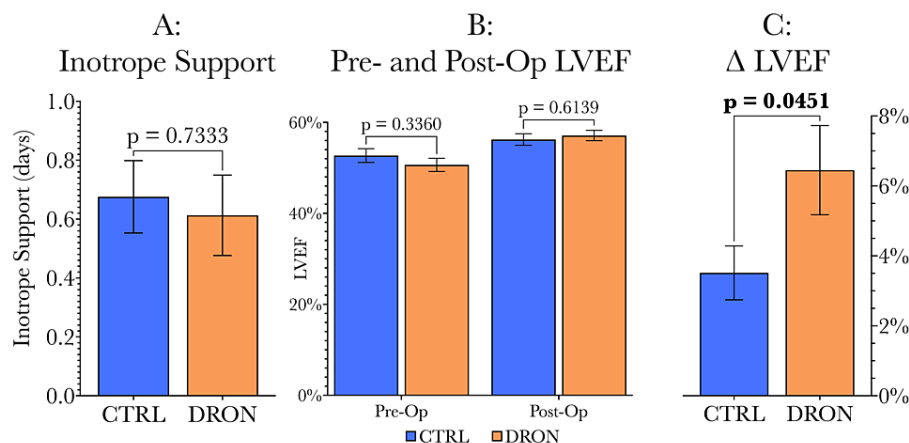 A:
Inotrope Support
B:
Pre- and Post-Op LVEF
C:
Δ LVEF
Inotrope Support (days)
1.0
0.8
0.6
0.4
0.2
0.0
p = 0.7333
CTRL DRON
LVEF
60%
40%
20%
0%
p = 0.3360
p = 0.6139
Pre-Op Post-Op
CTRL DRON
p = 0.0451
8%
6%
4%
2%
0%
CTRL DRON